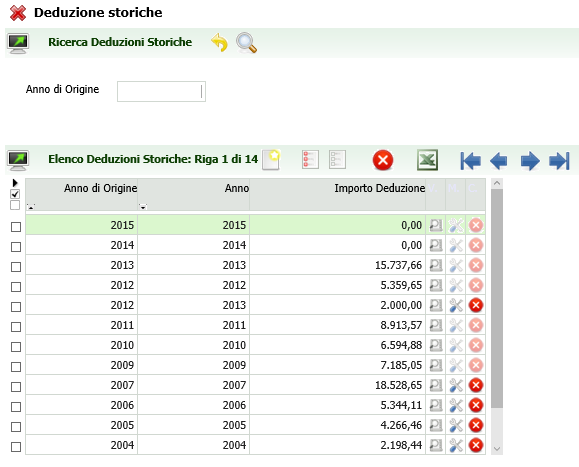 Deduzione storiche
Ricerca Deduzioni Storiche
Anno di Origine
Elenco Deduzioni Storiche: Riga 1 di 14
Anno di Origine Anno Importo Deduzione
2015 2015 0,00
2014 2014 0,00
2013 2013 15.737,66
2012 2012 5.359,65
2012 2013 2.000,00
2011 2011 8.913,57
2010 2010 6.594,88
2009 2009 7.185,05
2007 2007 18.528,65
2006 2006 5.344,11
2005 2005 4.266,46
2004 2004 2.198,44